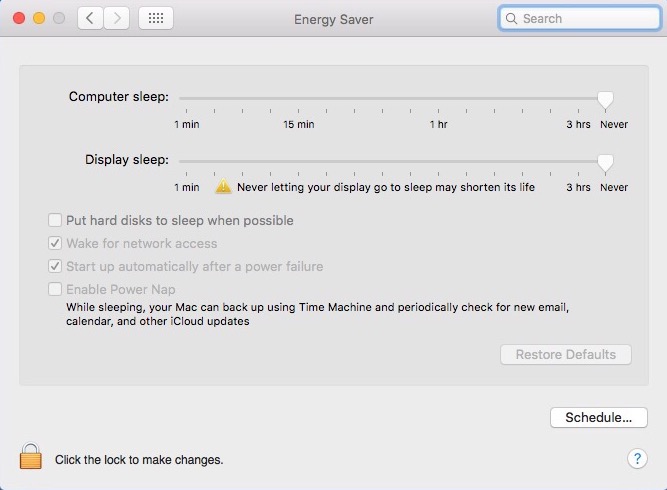 Energy Saver
Search
Computer sleep:
1 min 15 min 1 hr 3 hrs Never
Display sleep:
1 min Never letting your display go to sleep may shorten its life 3 hrs Never
Put hard disks to sleep when possible
Wake for network access
Start up automatically after a power failure
Enable Power Nap
While sleeping, your Mac can back up using Time Machine and periodically check for new email,
calendar, and other iCloud updates
Restore Defaults
Schedule...
Click the lock to make changes.
?